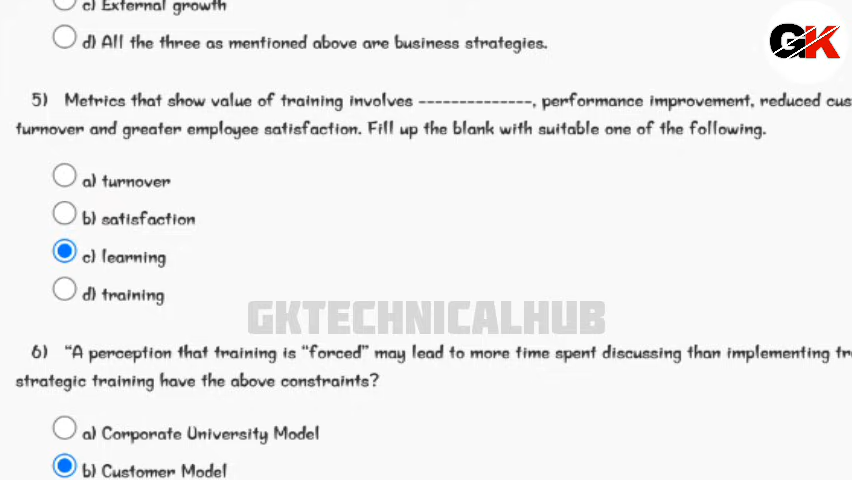 c) External growth
d) All the three as mentioned above are business strategies.
GK
5) Metrics that show value of training involves --------------, performance improvement, reduced cus
turnover and greater employee satisfaction. Fill up the blank with suitable one of the following.
a) turnover
b) satisfaction
c) learning
d) training
GKTECHNICALHUB
6) "A perception that training is "forced" may lead to more time spent discussing than implementing tr
strategic training have the above constraints?
a) Corporate University Model
b) Customer Model